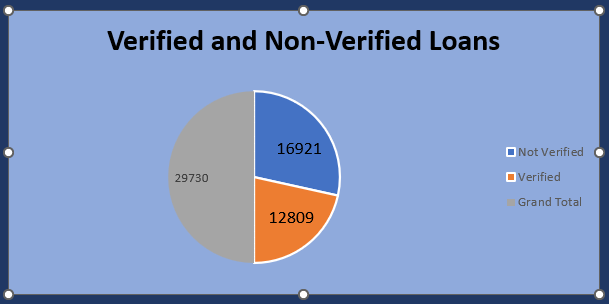 Verified and Non-Verified Loans
16921
29730
12809
Not Verified
Verified
Grand Total